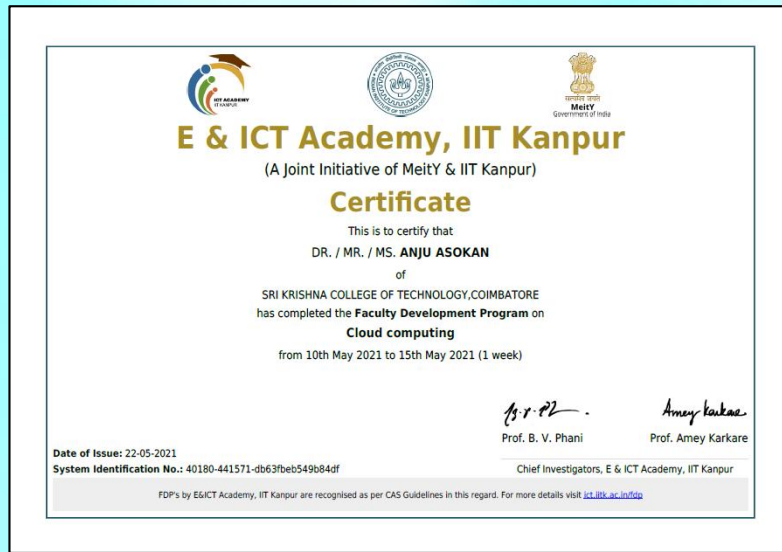 ICT ACADEMY
IIT KANPUR
सत्यमेव जयते
MeitY
Government of India
E & ICT Academy, IIT Kanpur
(A Joint Initiative of MeitY & IIT Kanpur)
Certificate
This is to certify that
DR. / MR. / MS. ANJU ASOKAN
of
SRI KRISHNA COLLEGE OF TECHNOLOGY,COIMBATORE
has completed the Faculty Development Program on
Cloud computing
from 10th May 2021 to 15th May 2021 (1 week)
Amey Karkare
Prof. B. V. Phani
Prof. Amey Karkare
Date of Issue: 22-05-2021
System Identification No.: 40180-441571-db63fbeb549b84df
Chief Investigators, E & ICT Academy, IIT Kanpur
FDP's by E&ICT Academy, IIT Kanpur are recognised as per CAS Guidelines in this regard. For more details visit ict.iitk.ac.in/fdp